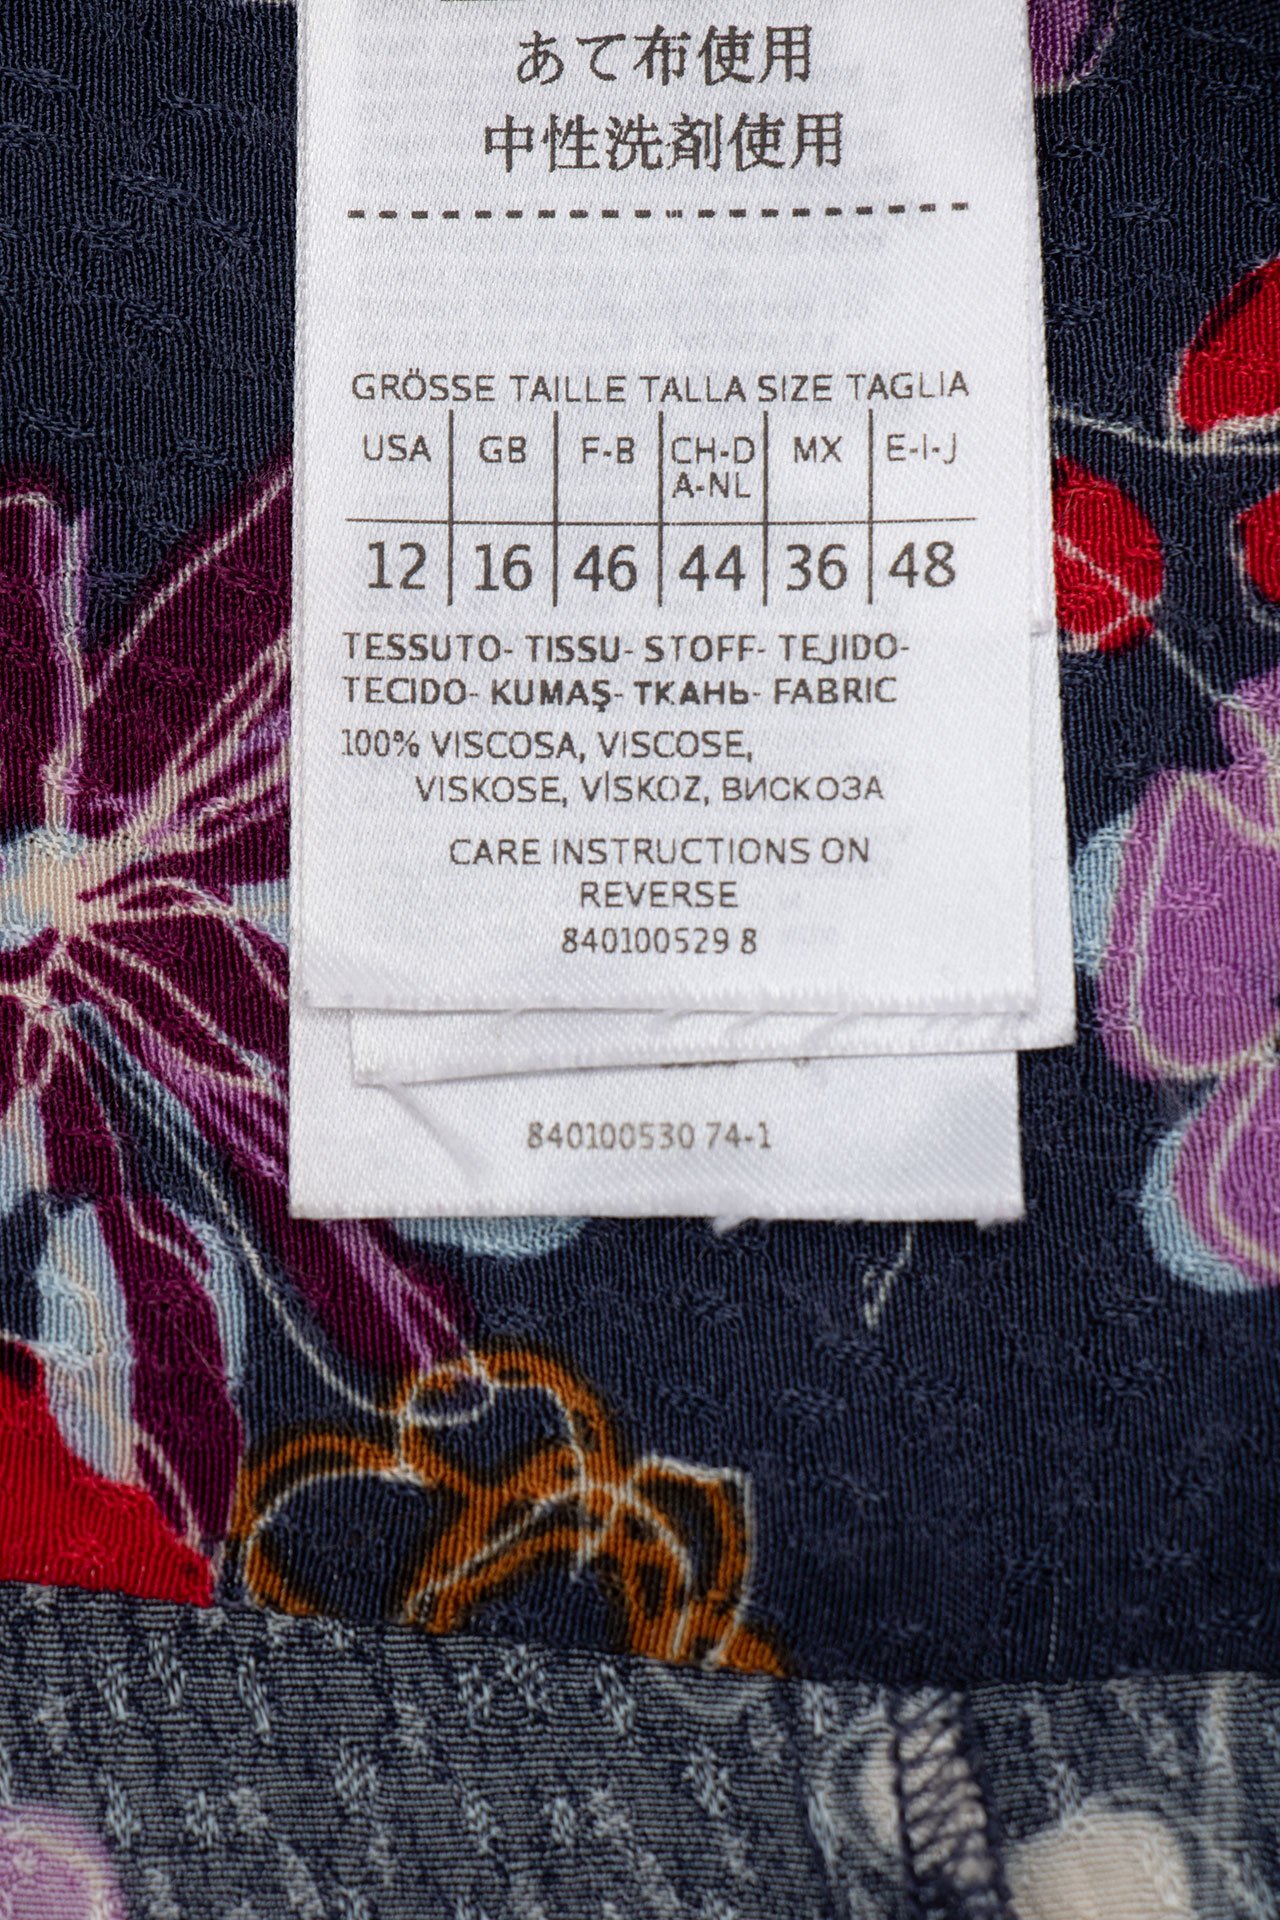 あて布使用
中性洗剤使用
GRÖSSE TAILLE TALLA SIZE TAGLIA
USA GB F-B CH-D A-NL MX E-I-J
12 16 46 44 36 48
TESSUTO- TISSU- STOFF- TEJIDO-
TECIDO- KUMAŞ- ТКАНЬ- FABRIC
100% VISCOSA, VISCOSE,
VISKOSE, VİSKOZ, ВИСКОЗА
CARE INSTRUCTIONS ON
REVERSE
840100529 8
840100530 74-1